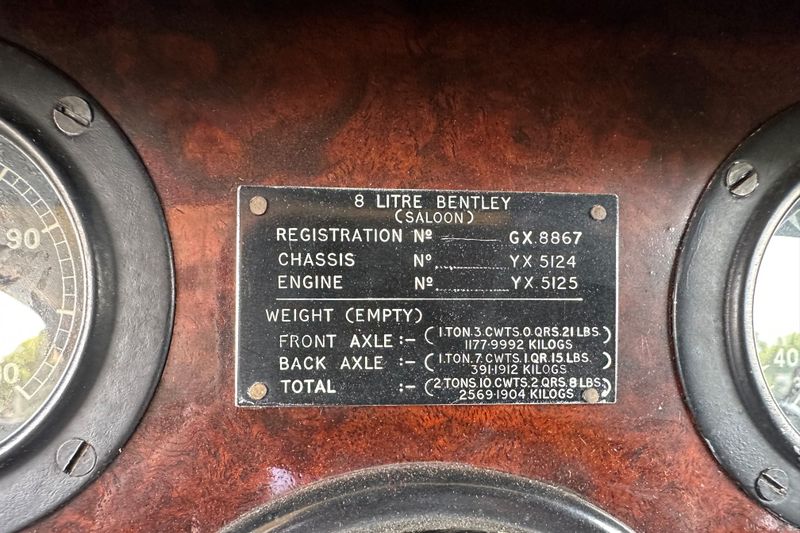 8 LITRE BENTLEY
(SALOON)
REGISTRATION Nº GX.8867
CHASSIS Nº YX.5124
ENGINE Nº YX.5125
WEIGHT (EMPTY)
FRONT AXLE :- (1.TON.3.CWTS.0.QRS.21 LBS.)
1177·9992 KILOGS
BACK AXLE :- (1.TON.7.CWTS.1.QR.15.LBS.)
391·1912 KILOGS
TOTAL :- (2 TONS.10.CWTS.2.QRS.8 LBS.)
2569·1904 KILOGS
90
40